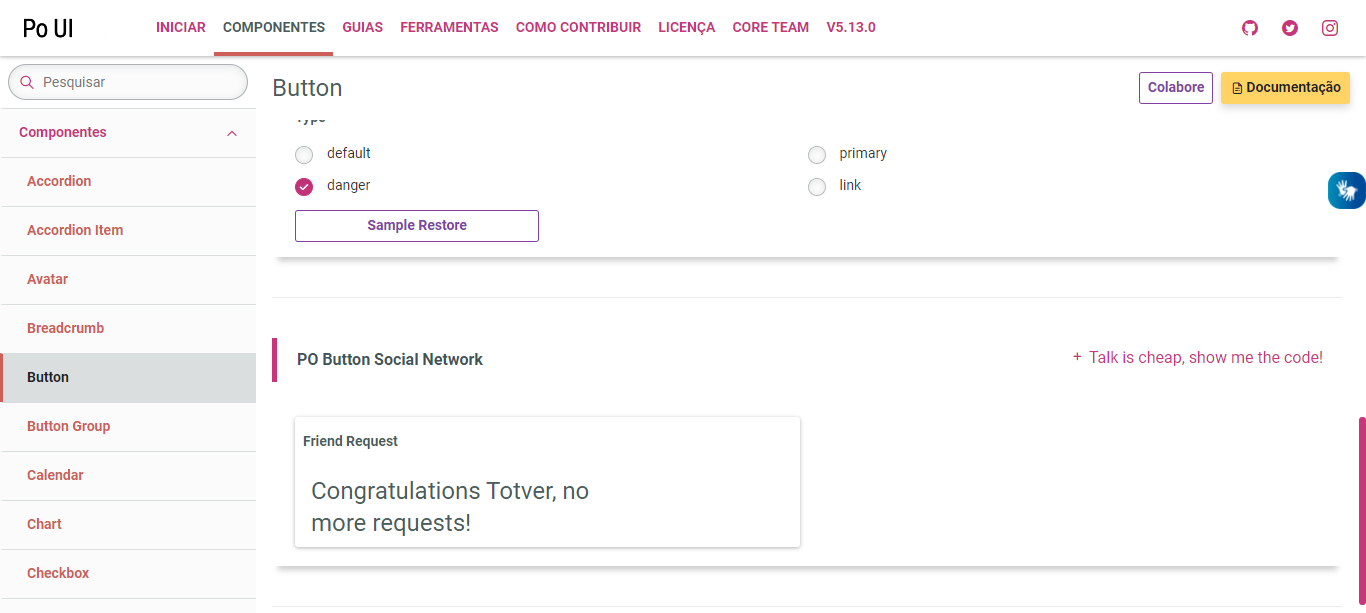 Po UI
INICIAR COMPONENTES GUIAS FERRAMENTAS COMO CONTRIBUIR LICENÇA CORE TEAM V5.13.0
Pesquisar
Componentes
Accordion
Accordion Item
Avatar
Breadcrumb
Button
Button Group
Calendar
Chart
Checkbox
Button
Colabore
Documentação
Type
default
primary
danger
link
Sample Restore
PO Button Social Network
+ Talk is cheap, show me the code!
Friend Request
Congratulations Totver, no
more requests!